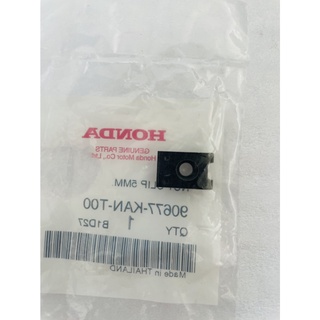 HONDA
GENUINE PARTS
Honda Motor Co., Ltd.
NUT CLIP 5MM.
90677-KAN-T00
QTY 1 B1D27
Made in THAILAND